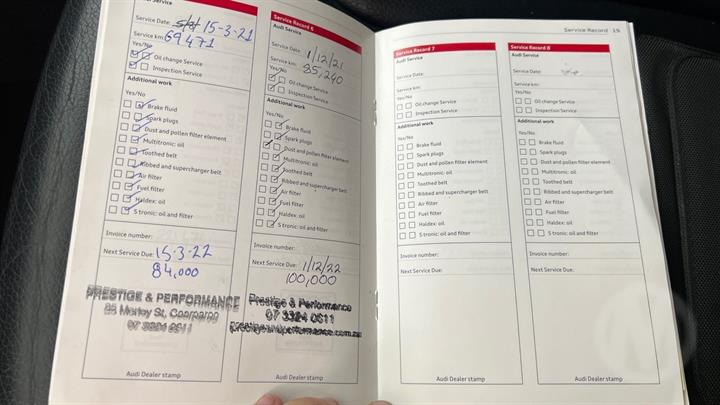 Service
Service Date: 15-3-21
Service km: 69471
Yes/No
Oil change Service
Inspection Service
Additional work
Yes/No
Brake fluid
Spark plugs
Dust and pollen filter element
Multitronic: oil
Toothed belt
Ribbed and supercharger belt
Air filter
Fuel filter
Haldex: oil
S tronic: oil and filter
Invoice number:
Next Service Due: 15-3-22
84,000
PRESTIGE & PERFORMANCE
85 Morley St, Coorparoo
07 3324 0511
Audi Dealer stamp
Service Record 6
Audi Service
Service Date: 1/12/21
Service km: 85,240
Yes/No
Oil change Service
Inspection Service
Additional work
Yes/No
Brake fluid
Spark plugs
Dust and pollen filter element
Multitronic: oil
Toothed belt
Ribbed and supercharger belt
Air filter
Fuel filter
Haldex: oil
S tronic: oil and filter
Invoice number:
Next Service Due: 1/12/22
100,000
Prestige & Performance
07 3324 0511
prestigeandperformance.com.au
Audi Dealer stamp
Service Record 15
Service Record 7
Audi Service
Service Date:
Service km:
Yes/No
Oil change Service
Inspection Service
Additional work
Yes/No
Brake fluid
Spark plugs
Dust and pollen filter element
Multitronic: oil
Toothed belt
Ribbed and supercharger belt
Air filter
Fuel filter
Haldex: oil
S tronic: oil and filter
Invoice number:
Next Service Due:
Audi Dealer stamp
Service Record 8
Audi Service
Service Date:
Service km:
Yes/No
Oil change Service
Inspection Service
Additional work
Yes/No
Brake fluid
Spark plugs
Dust and pollen filter element
Multitronic: oil
Toothed belt
Ribbed and supercharger belt
Air filter
Fuel filter
Haldex: oil
S tronic: oil and filter
Invoice number:
Next Service Due:
Audi Dealer stamp